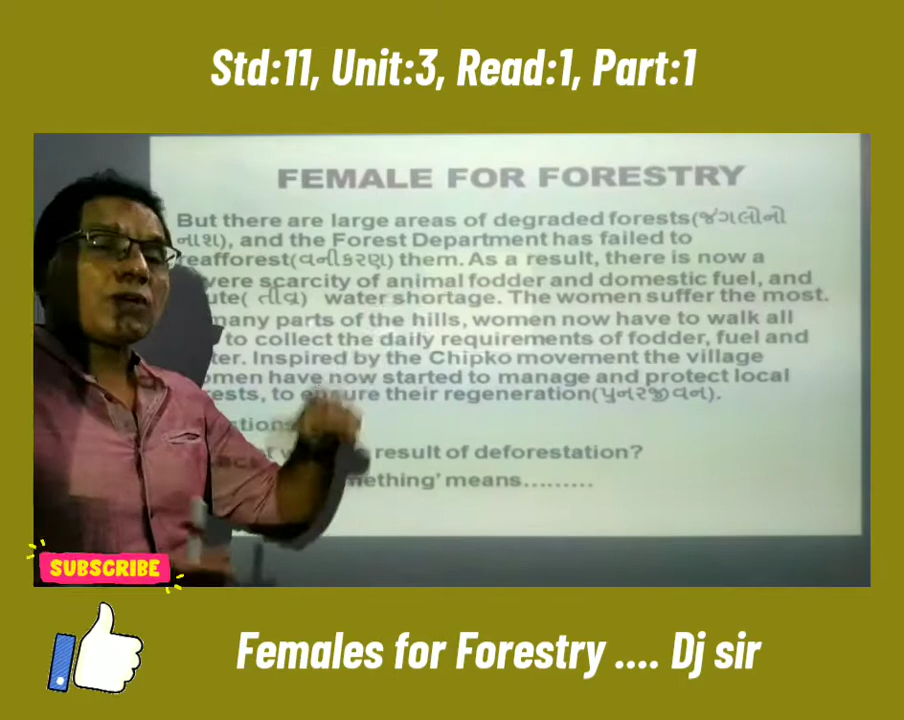 Std:11, Unit:3, Read:1, Part:1
FEMALE FOR FORESTRY
But there are large areas of degraded forests(જંગલોનો
નાશ), and the Forest Department has failed to
reafforest(વનીકરણ) them. As a result, there is now a
vere scarcity of animal fodder and domestic fuel, and
ute( તીવ્ર) water shortage. The women suffer the most.
many parts of the hills, women now have to walk all
to collect the daily requirements of fodder, fuel and
ter. Inspired by the Chipko movement the village
omen have now started to manage and protect local
rests, to ensure their regeneration(પુનરજીવન).
stions
result of deforestation?
mething' means.........
SUBSCRIBE
Females for Forestry .... Dj sir